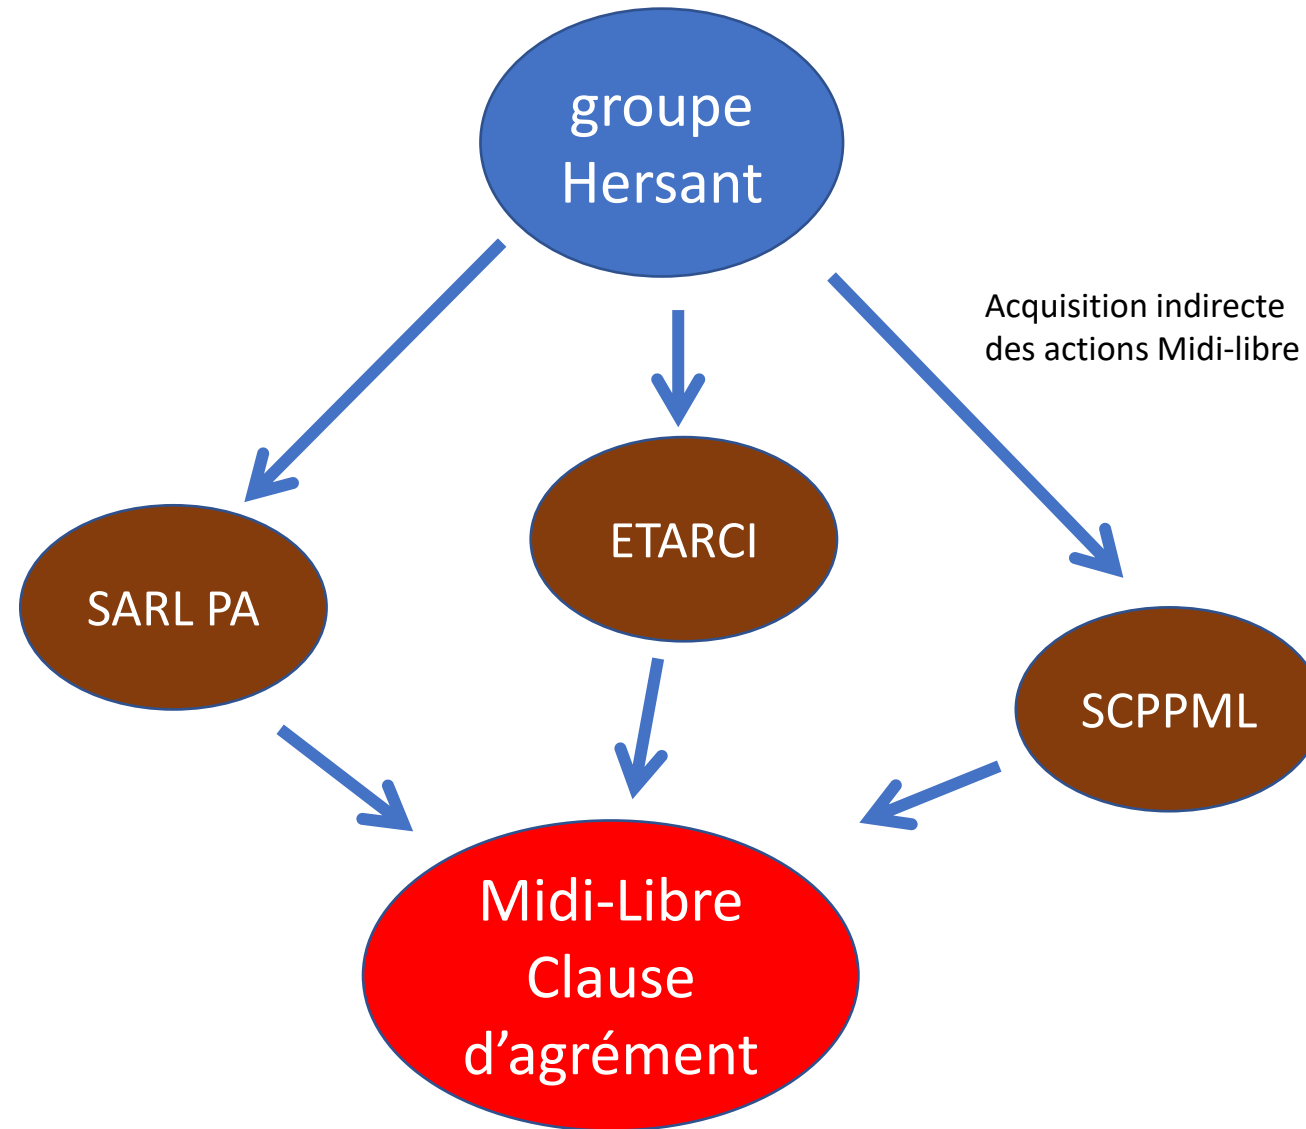 groupe
Hersant
Acquisition indirecte
des actions Midi-libre
ETARCI
SARL PA
SCPPML
Midi-Libre
Clause
d’agrément